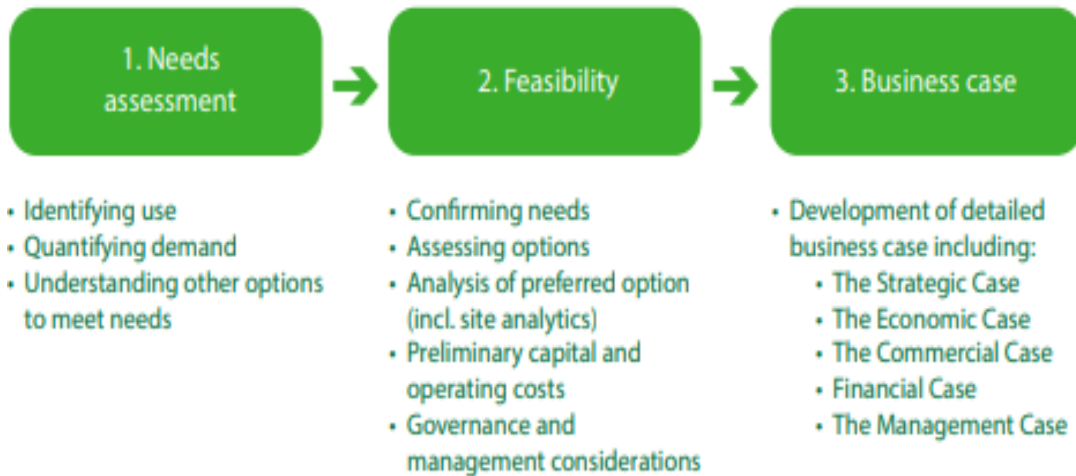 1. Needs
assessment
2. Feasibility
3. Business case
• Identifying use
• Quantifying demand
• Understanding other options
to meet needs
• Confirming needs
• Assessing options
• Analysis of preferred option
(incl. site analytics)
• Preliminary capital and
operating costs
• Governance and
management considerations
• Development of detailed
business case including:
• The Strategic Case
• The Economic Case
• The Commercial Case
• Financial Case
• The Management Case